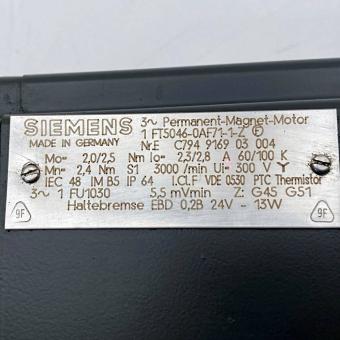 SIEMENS 3~ Permanent-Magnet-Motor
1 FT5046-0AF71-1-Z Ⓔ
MADE IN GERMANY Nr.E C794 9169 03 004
Mo= 2,0/2,5 Nm Io= 2,3/2,8 A 60/100 K
Mn= 2,4 Nm S1 3000 /min Ui= 300 V Y
IEC 48 IM B5 IP 64 I.CL.F VDE 0530 PTC Thermistor
3~ 1 FU1030 5,5 mV/min Z: G45 G51
Haltebremse EBD 0,2B 24V - 13W
9F 9F